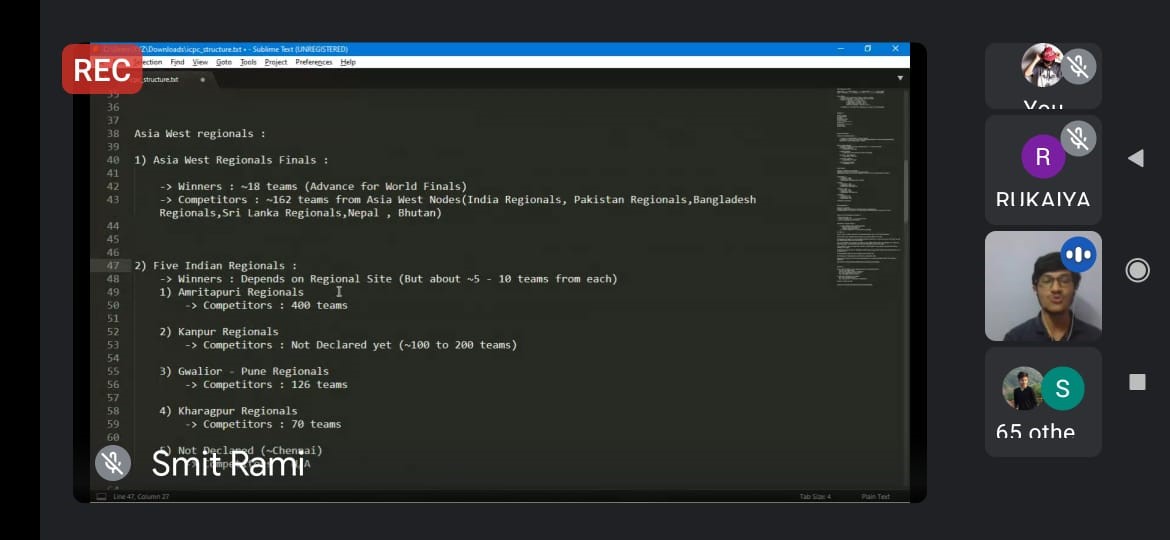 REC
\Downloads\icpc_structure.txt • - Sublime Text (UNREGISTERED)
Find View Goto Tools Project Preferences Help
structure.txt
35
36
37
38 Asia West regionals :
39
40 1) Asia West Regionals Finals :
41
42 -> Winners : ~18 teams (Advance for World Finals)
43 -> Competitors : ~162 teams from Asia West Nodes(India Regionals, Pakistan Regionals,Bangladesh
Regionals,Sri Lanka Regionals,Nepal , Bhutan)
44
45
46
47 2) Five Indian Regionals :
48 -> Winners : Depends on Regional Site (But about ~5 - 10 teams from each)
49 1) Amritapuri Regionals
50 -> Competitors : 400 teams
51
52 2) Kanpur Regionals
53 -> Competitors : Not Declared yet (~100 to 200 teams)
54
55 3) Gwalior - Pune Regionals
56 -> Competitors : 126 teams
57
58 4) Kharagpur Regionals
59 -> Competitors : 70 teams
60
5) Not Declared (~Chennai)
Smit Rami
Line 47, Column 27
Tab Size: 4
Plain Text
You
R
RUKAIYA
S
65 othe